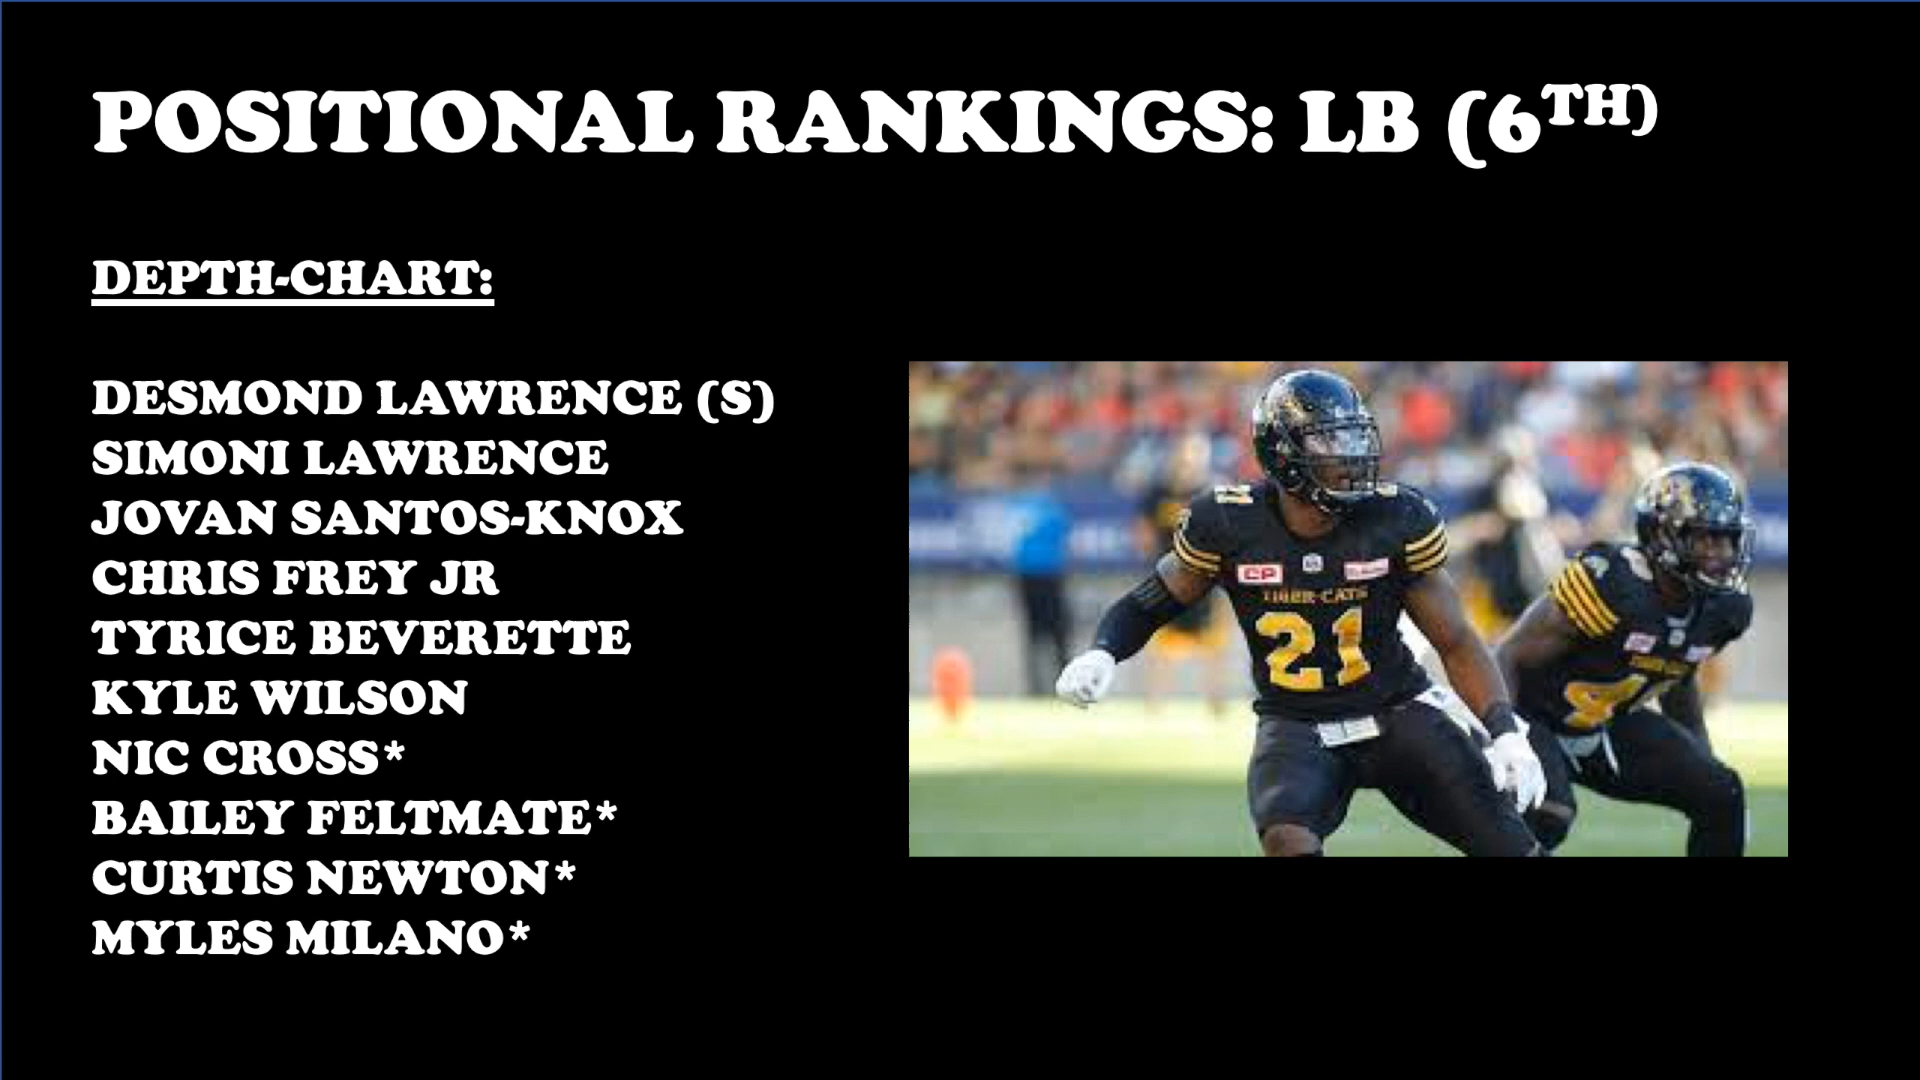 POSITIONAL RANKINGS: LB (6TH)
DEPTH-CHART:
DESMOND LAWRENCE (S)
SIMONI LAWRENCE
JOVAN SANTOS-KNOX
CHRIS FREY JR
TYRICE BEVERETTE
KYLE WILSON
NIC CROSS*
BAILEY FELTMATE*
CURTIS NEWTON*
MYLES MILANO*
21
CP
TIGER-CATS
21